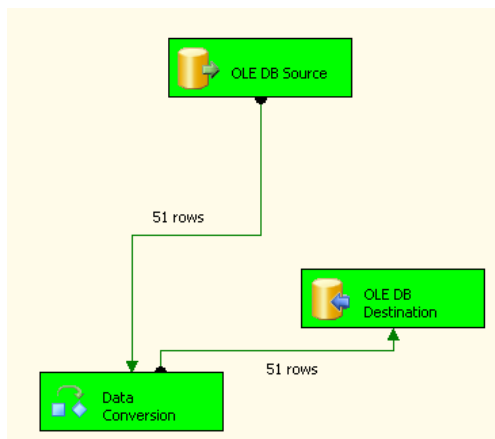 OLE DB Source
51 rows
OLE DB
Destination
51 rows
Data
Conversion